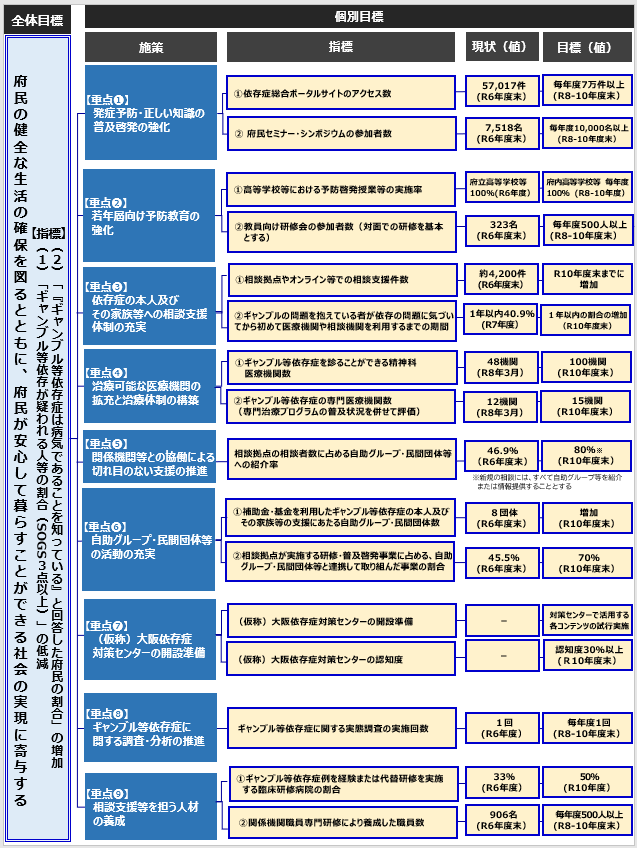 全体目標
個別目標
施策
指標
現状（値）
目標（値）
府民の健全な生活の確保を図るとともに、府民が安心して暮らすことができる社会の実現に寄与する
【指標】
（1）「ギャンブル等依存が疑われる人等の割合（SOGS３点以上）」の低減
（2）「『ギャンブル等依存症は病気であることを知っている』と回答した府民の割合」の増加
【重点❶】
発症予防・正しい知識の
普及啓発の強化
①依存症総合ポータルサイトのアクセス数
57,017件
（R6年度末）
毎年度7万件以上
（R8-10年度末）
② 府民セミナー・シンポジウムの参加者数
7,518名
（R6年度末）
毎年度10,000名以上
（R8-10年度末）
【重点❷】
若年層向け予防教育の
強化
①高等学校等における予防啓発授業等の実施率
府立高等学校等
100%（R6年度）
府内高等学校等 毎年度
100%（R8-10年度）
②教員向け研修会の参加者数（対面での研修を基本
とする）
323名
（R6年度末）
毎年度500人以上
（R8-10年度末）
【重点❸】
依存症の本人及び
その家族等への相談支援
体制の充実
①相談拠点やオンライン等での相談支援件数
約4,200件
（R6年度末）
R10年度末までに
増加
②ギャンブルの問題を抱えている者が依存の問題に気づい
てから初めて医療機関や相談機関を利用するまでの期間
1年以内40.9%
（R7年度）
１年以内の割合の増加
（R10年度）
【重点❹】
治療可能な医療機関の
拡充と治療体制の構築
①ギャンブル等依存症を診ることができる精神科
医療機関数
48機関
（R8年3月）
100機関
（R10年度末）
②ギャンブル等依存症の専門医療機関数
（専門治療プログラムの普及状況を併せて評価）
12機関
（R8年3月）
15機関
（R10年度末）
【重点❺】
関係機関等との協働による
切れ目のない支援の推進
相談拠点の相談者数に占める自助グループ・民間団体等
への紹介率
46.9%
（R6年度末）
80%※
（R10年度末）
※新規の相談には、すべて自助グループ等を紹介
または情報提供することとする
【重点❻】
自助グループ・民間団体等
の活動の充実
①補助金・基金を利用したギャンブル等依存症の本人及び
その家族等の支援にあたる自助グループ・民間団体数
８団体
（R6年度末）
増加
（R10年度末）
②相談拠点が実施する研修・普及啓発事業に占める、自助
グループ・民間団体等と連携して取り組んだ事業の割合
45.5%
（R6年度末）
70%
（R10年度末）
【重点❼】
（仮称）大阪依存症
対策センターの開設準備
（仮称）大阪依存症対策センターの開設準備
－
対策センターで活用する
各コンテンツの試行実施
（仮称）大阪依存症対策センターの認知度
－
認知度30%以上
（Ｒ10年度末）
【重点❽】
ギャンブル等依存症に
関する調査・分析の推進
ギャンブル等依存症に関する実態調査の実施回数
１回
（R6年度）
毎年度1回
（R8-10年度末）
【重点❾】
相談支援等を担う人材
の養成
①ギャンブル等依存症例を経験または代替研修を実施
する臨床研修病院の割合
33%
（R6年度）
50%
（R10年度）
②関係機関職員専門研修により養成した職員数
906名
（R6年度末）
毎年度500人以上
（R8-10年度末）